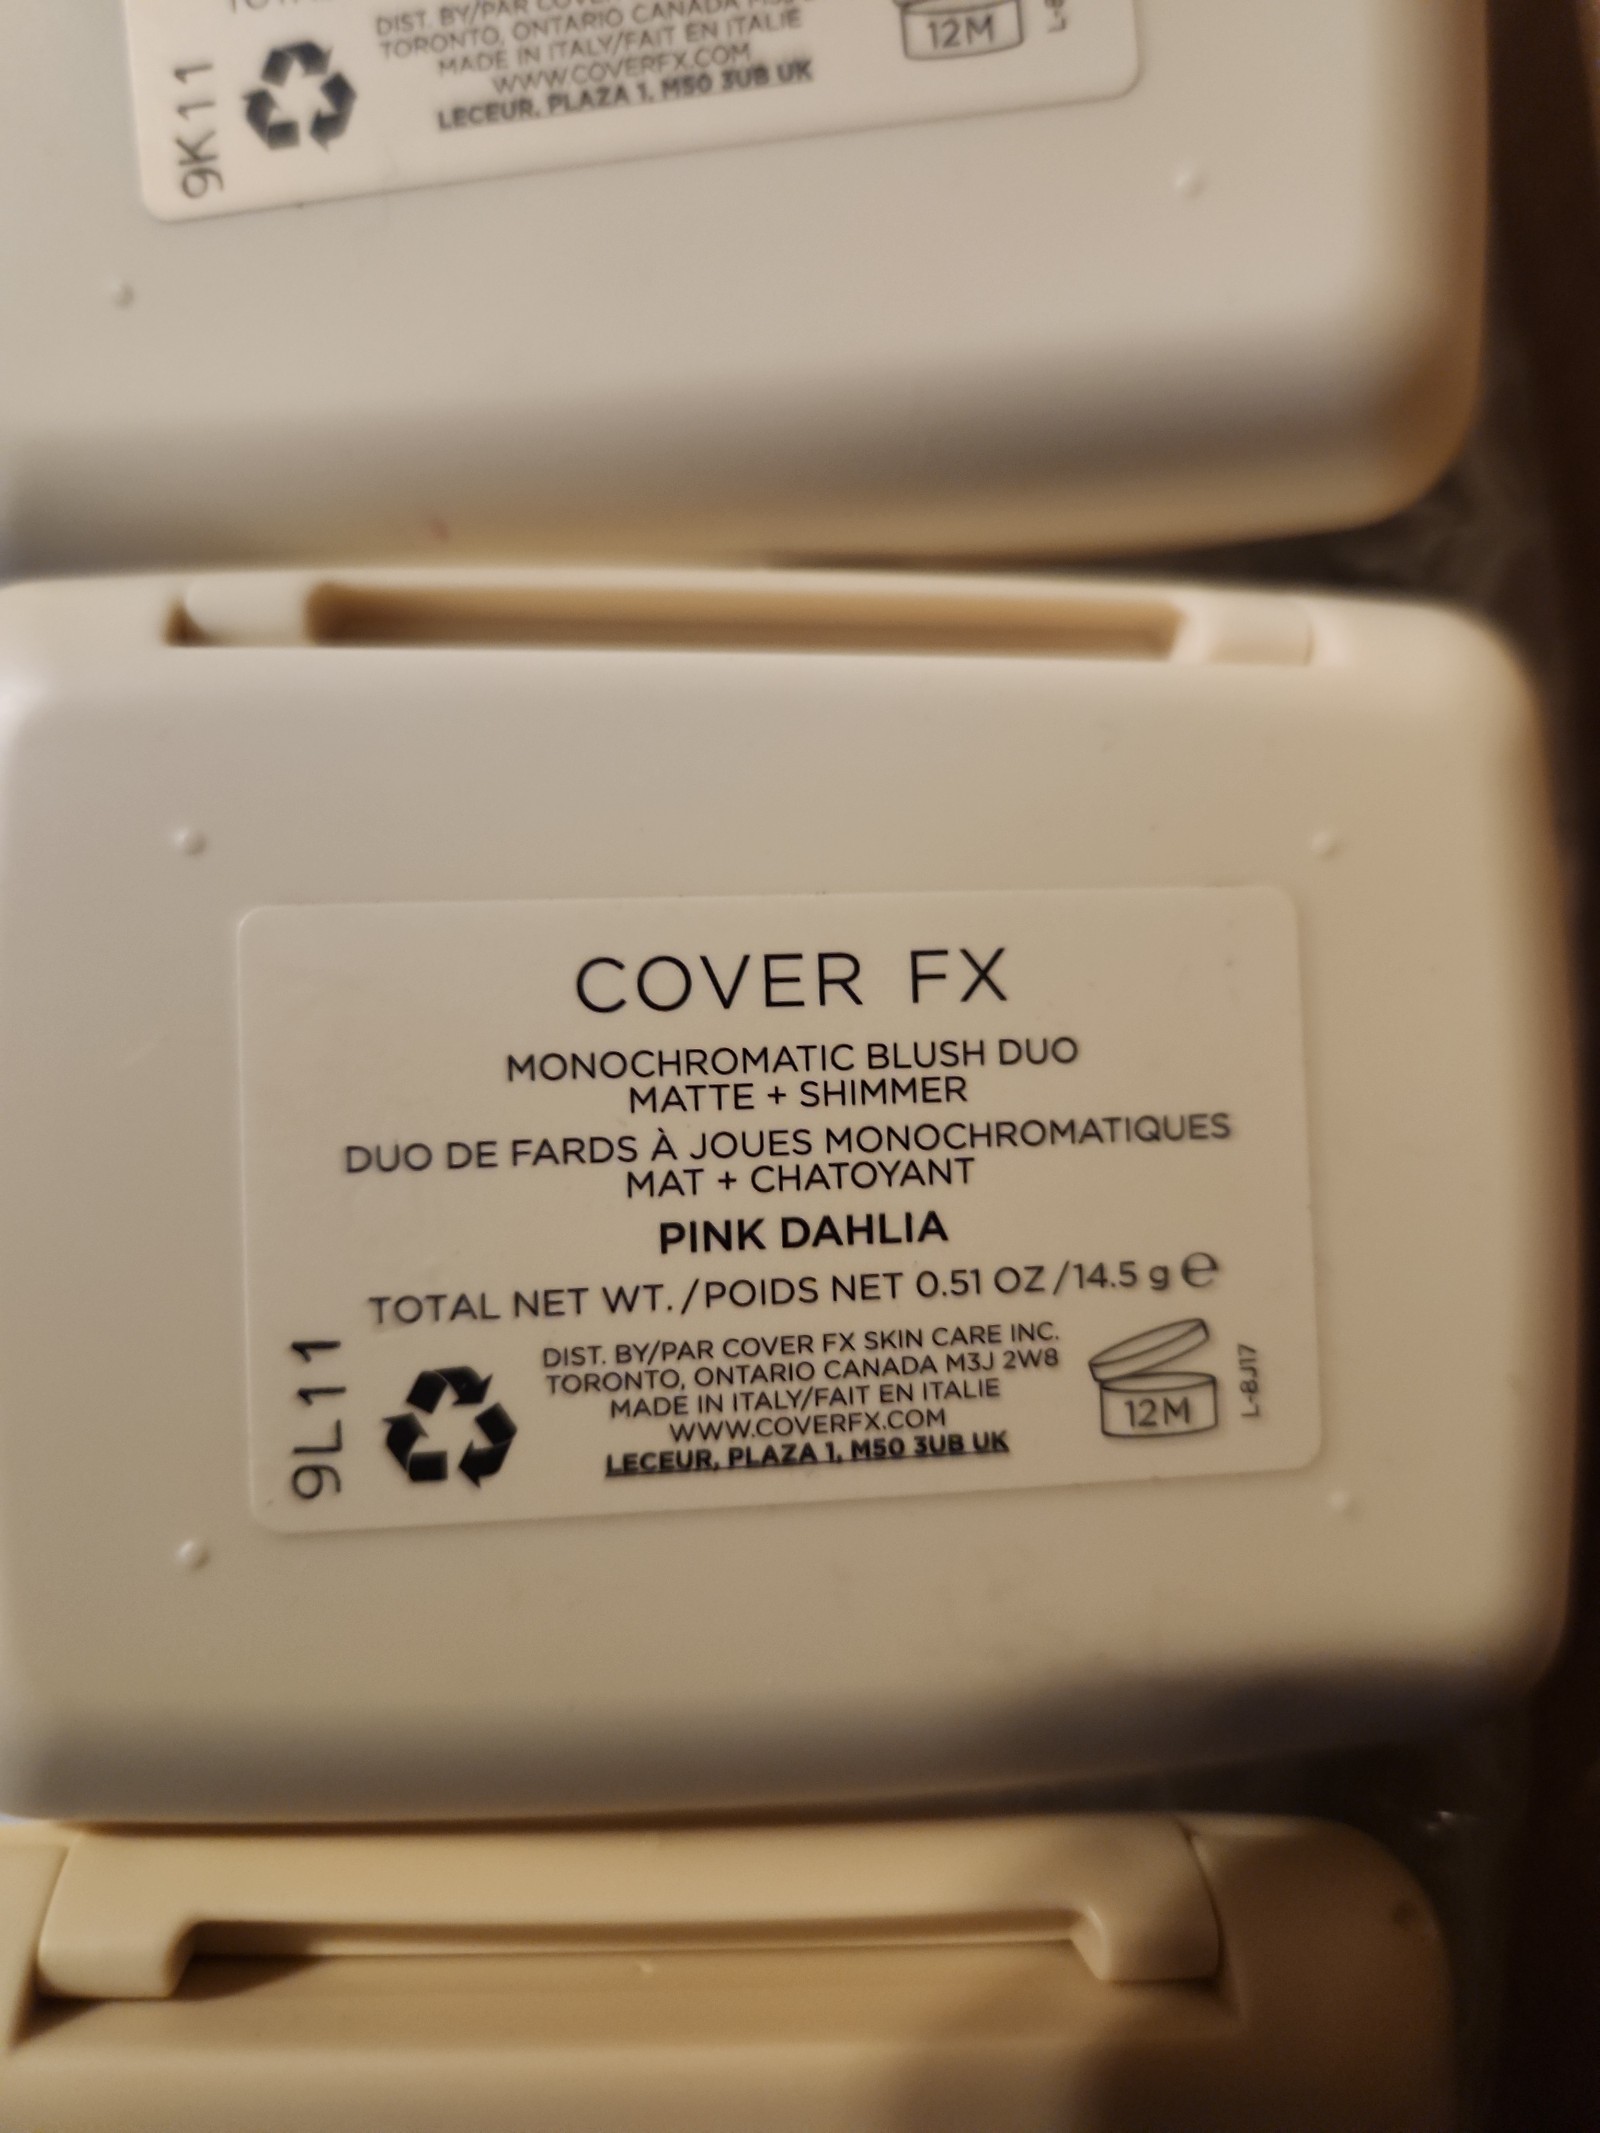 DIST. BY/PAR
TORONTO, ONTARIO CANADA
MADE IN ITALY/FAIT EN ITALIE
WWW.COVERFX.COM
LECEUR, PLAZA 1, M50 3UB UK
12M
9K11
COVER FX
MONOCHROMATIC BLUSH DUO
MATTE + SHIMMER
DUO DE FARDS À JOUES MONOCHROMATIQUES
MAT + CHATOYANT
PINK DAHLIA
TOTAL NET WT./POIDS NET 0.51 OZ/14.5 g ℮
DIST. BY/PAR COVER FX SKIN CARE INC.
TORONTO, ONTARIO CANADA M3J 2W8
MADE IN ITALY/FAIT EN ITALIE
WWW.COVERFX.COM
LECEUR, PLAZA 1, M50 3UB UK
9L11
12M
L-8J17